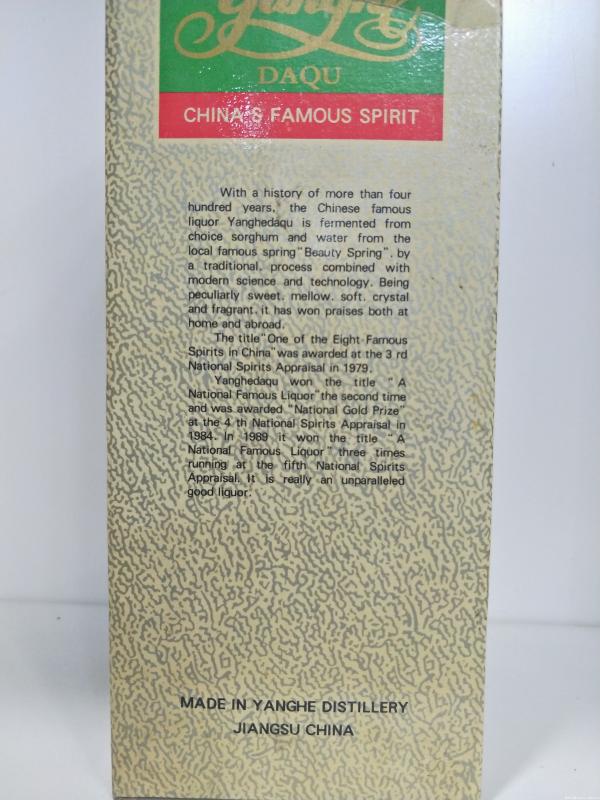 Yanghe
DAQU
CHINA'S FAMOUS SPIRIT
With a history of more than four
hundred years, the Chinese famous
liquor Yanghedaqu is fermented from
choice sorghum and water from the
local famous spring "Beauty Spring". by
a traditional. process combined with
modern science and technology. Being
peculiarly sweet. mellow. soft. crystal
and fragrant. it has won praises both at
home and abroad.
The title "One of the Eight Famous
Spirits in China" was awarded at the 3 rd
National Spirits Appraisal in 1979.
Yanghedaqu won the title "A
National Famous Liquor" the second time
and was awarded "National Gold Prize"
at the 4 th National Spirits Appraisal in
1984. In 1989 it won the title "A
National Famous Liquor" three times
running at the fifth National Spirits
Appraisal. It is really an unparalleled
good liquor.
MADE IN YANGHE DISTILLERY
JIANGSU CHINA